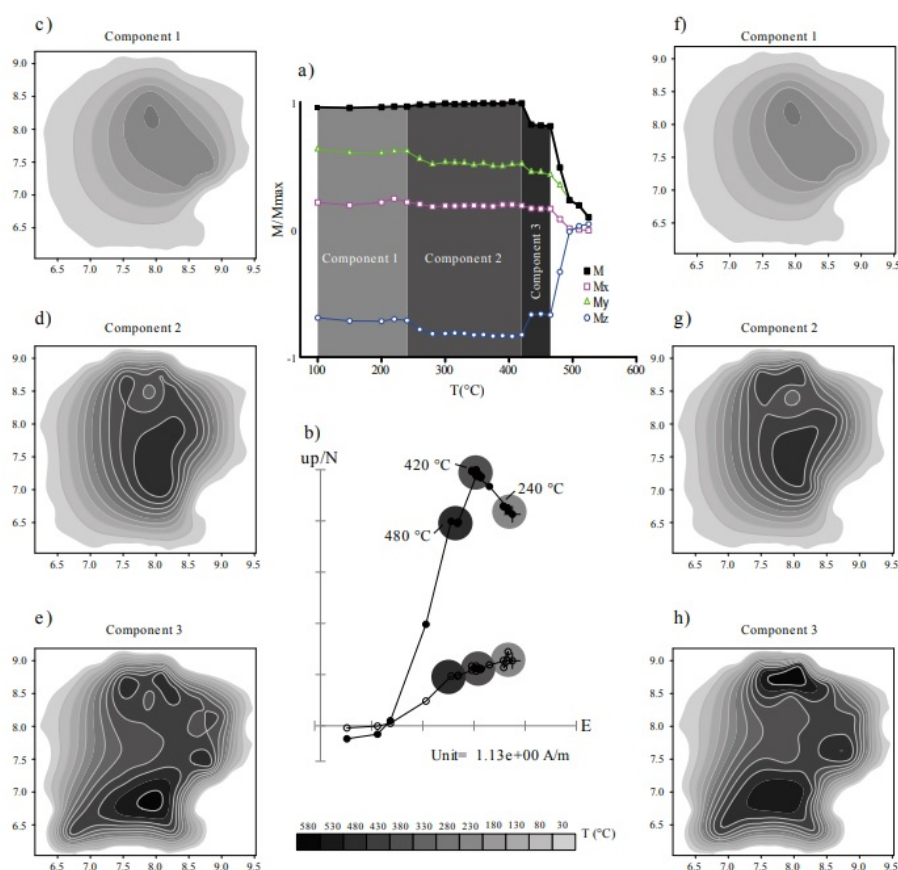 c)
Component 1
9.0
8.5
8.0
7.5
7.0
6.5
6.5 7.0 7.5 8.0 8.5 9.0 9.5
d)
Component 2
9.0
8.5
8.0
7.5
7.0
6.5
6.5 7.0 7.5 8.0 8.5 9.0 9.5
e)
Component 3
9.0
8.5
8.0
7.5
7.0
6.5
6.5 7.0 7.5 8.0 8.5 9.0 9.5
a)
1
M/Mmax
0
-1
Component 1
Component 2
Component 3
M
Mx
My
Mz
100 200 300 400 500 600
T(°C)
b)
up/N
420 °C
240 °C
480 °C
E
Unit= 1.13e+00 A/m
580 530 480 430 380 330 280 230 180 130 80 30
T (°C)
f)
Component 1
9.0
8.5
8.0
7.5
7.0
6.5
6.5 7.0 7.5 8.0 8.5 9.0 9.5
g)
Component 2
9.0
8.5
8.0
7.5
7.0
6.5
6.5 7.0 7.5 8.0 8.5 9.0 9.5
h)
Component 3
9.0
8.5
8.0
7.5
7.0
6.5
6.5 7.0 7.5 8.0 8.5 9.0 9.5